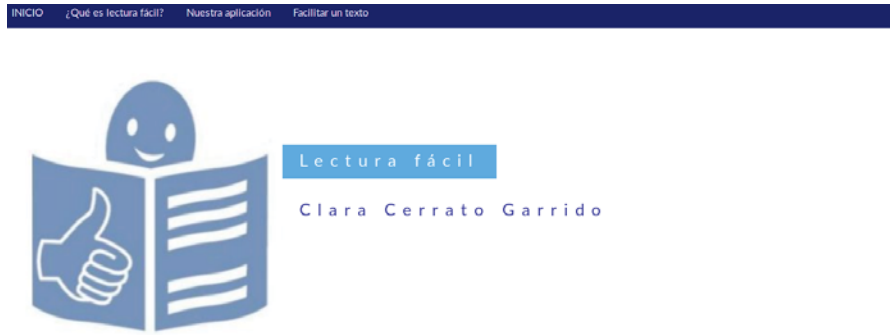 INICIO ¿Qué es lectura fácil? Nuestra aplicación Facilitar un texto
Lectura fácil
Clara Cerrato Garrido